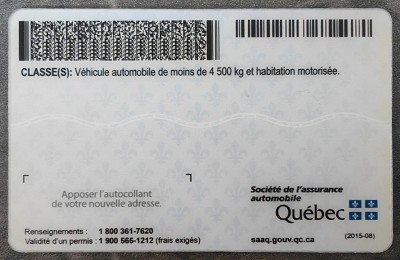 CLASSE(S): Véhicule automobile de moins de 4 500 kg et habitation motorisée.
Apposer l'autocollant
de votre nouvelle adresse.
Société de l'assurance
automobile
Québec
Renseignements : 1 800 361-7620
Validité d'un permis : 1 900 565-1212 (frais exigés)
saaq.gouv.qc.ca
(2015-08)